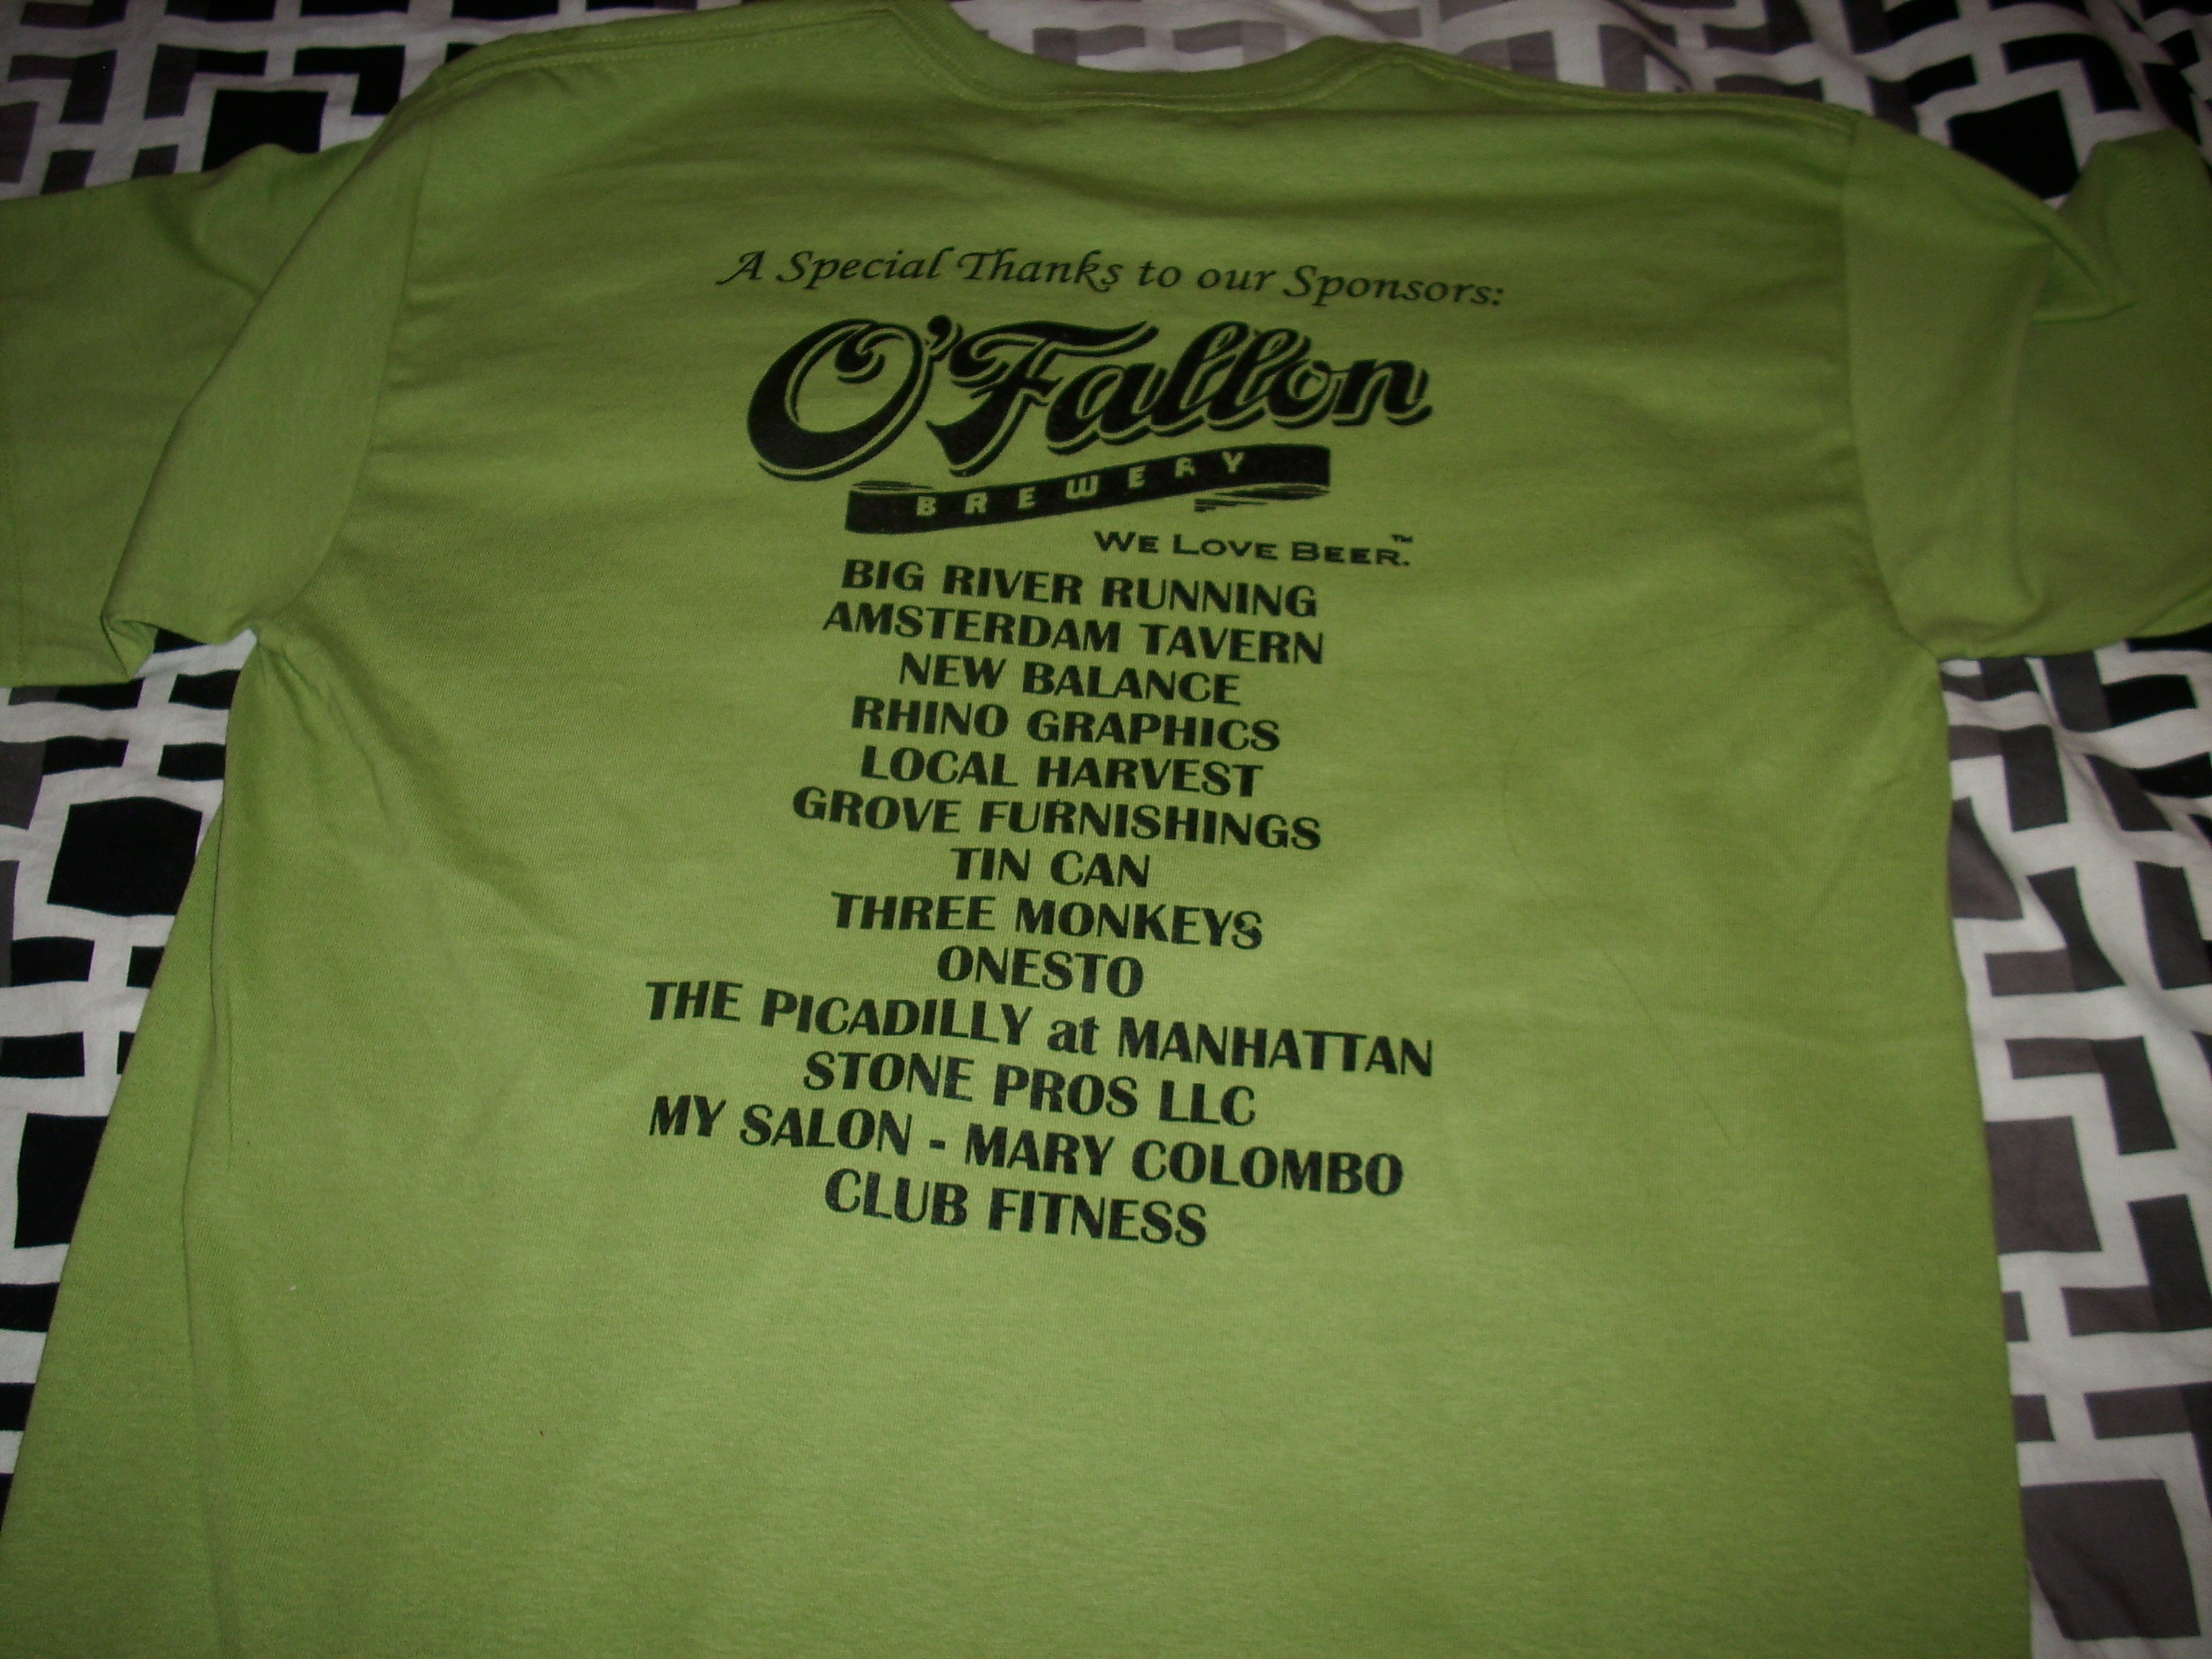 A Special Thanks to our Sponsors:
O'Fallon
BREWERY
WE LOVE BEER.™
BIG RIVER RUNNING
AMSTERDAM TAVERN
NEW BALANCE
RHINO GRAPHICS
LOCAL HARVEST
GROVE FURNISHINGS
TIN CAN
THREE MONKEYS
ONESTO
THE PICADILLY at MANHATTAN
STONE PROS LLC
MY SALON - MARY COLOMBO
CLUB FITNESS